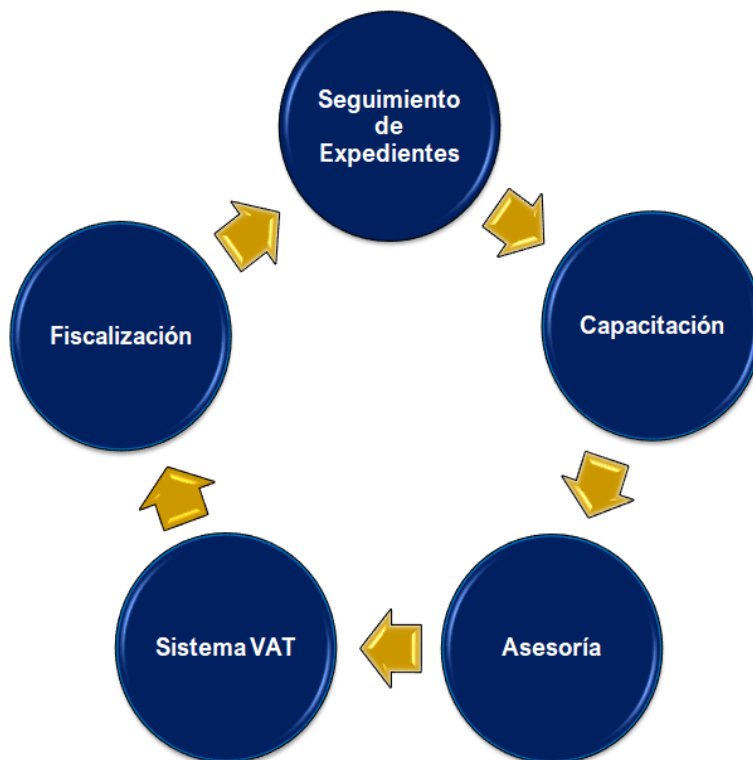 Seguimiento
de
Expedientes
Capacitación
Asesoría
Sistema VAT
Fiscalización